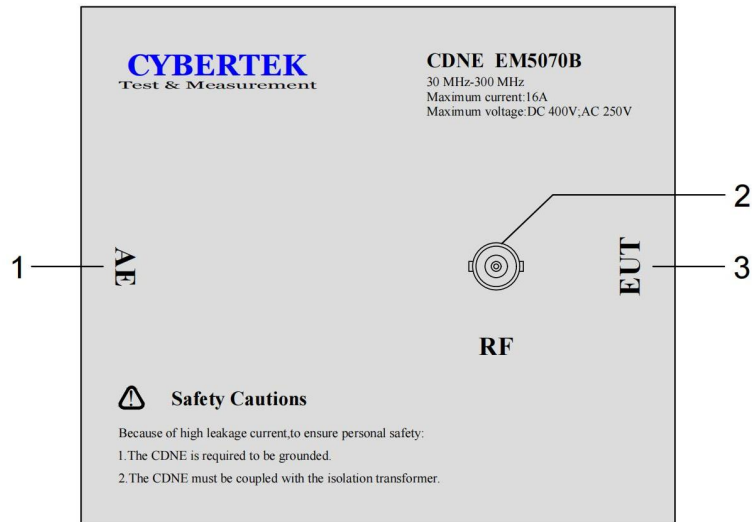 CYBERTEK
Test & Measurement
CDNE EM5070B
30 MHz-300 MHz
Maximum current:16A
Maximum voltage:DC 400V;AC 250V
1
AE
2
EUT
3
RF
Safety Cautions
Because of high leakage current,to ensure personal safety:
1.The CDNE is required to be grounded.
2.The CDNE must be coupled with the isolation transformer.